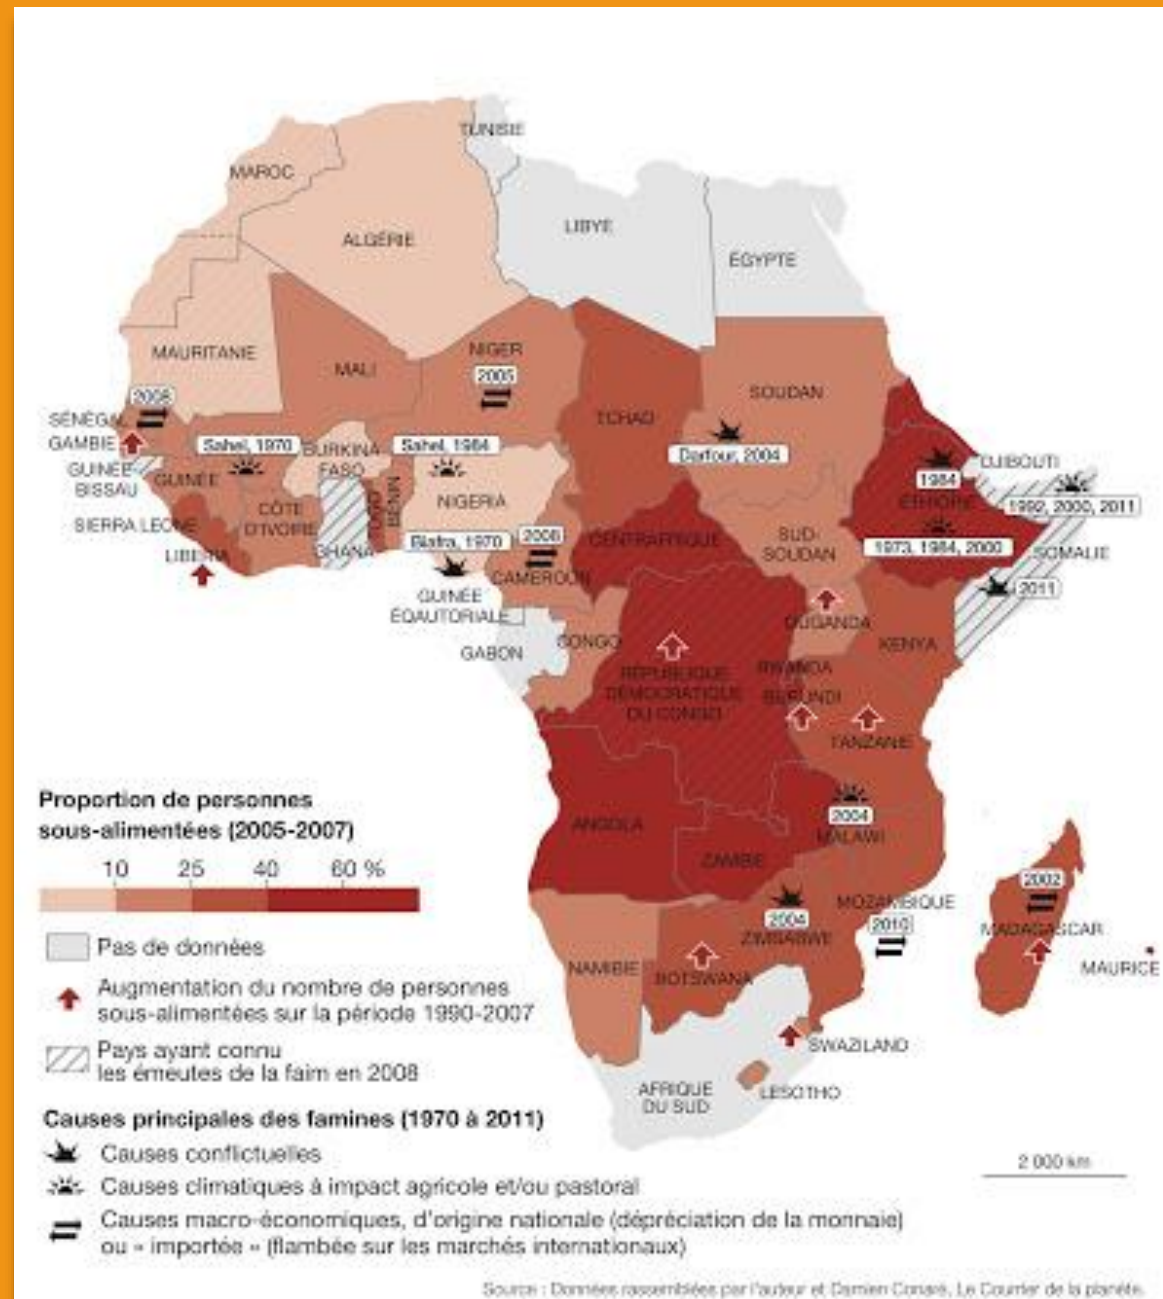 TUNISIE
MAROC
ALGÉRIE
LIBYE
ÉGYPTE
MAURITANIE
MALI
NIGER
2005
TCHAD
SOUDAN
2008
SÉNÉGAL
GAMBIE
Sahel, 1970
BURKINA
FASO
Sahel, 1984
Darfour, 2004
GUINÉE
BISSAU
GUINÉE
SIERRA LEONE
CÔTE
D'IVOIRE
GHANA
TOGO
BÉNIN
NIGERIA
LIBERIA
Biafra, 1970
2008
CAMEROUN
CENTRAFRIQUE
SUD-
SOUDAN
1984
ÉTHIOPIE
DJIBOUTI
1992, 2000, 2011
1973, 1984, 2000
SOMALIE
2011
GUINÉE
ÉQAUTORIALE
GABON
CONGO
OUGANDA
KENYA
RÉPUBLIQUE
DÉMOCRATIQUE
DU CONGO
RWANDA
BURUNDI
TANZANIE
ANGOLA
ZAMBIE
2004
MALAWI
2004
ZIMBABWE
MOZAMBIQUE
2010
2002
MADAGASCAR
MAURICE
NAMIBIE
BOTSWANA
SWAZILAND
LESOTHO
AFRIQUE
DU SUD
Proportion de personnes
sous-alimentées (2005-2007)
10 25 40 60 %
Pas de données
Augmentation du nombre de personnes
sous-alimentées sur la période 1990-2007
Pays ayant connu
les émeutes de la faim en 2008
Causes principales des famines (1970 à 2011)
Causes conflictuelles
Causes climatiques à impact agricole et/ou pastoral
Causes macro-économiques, d'origine nationale (dépréciation de la monnaie)
ou « importée » (flambée sur les marchés internationaux)
2 000 km
Source : Données rassemblées par l'auteur et Damien Conaré, Le Courrier de la planète.